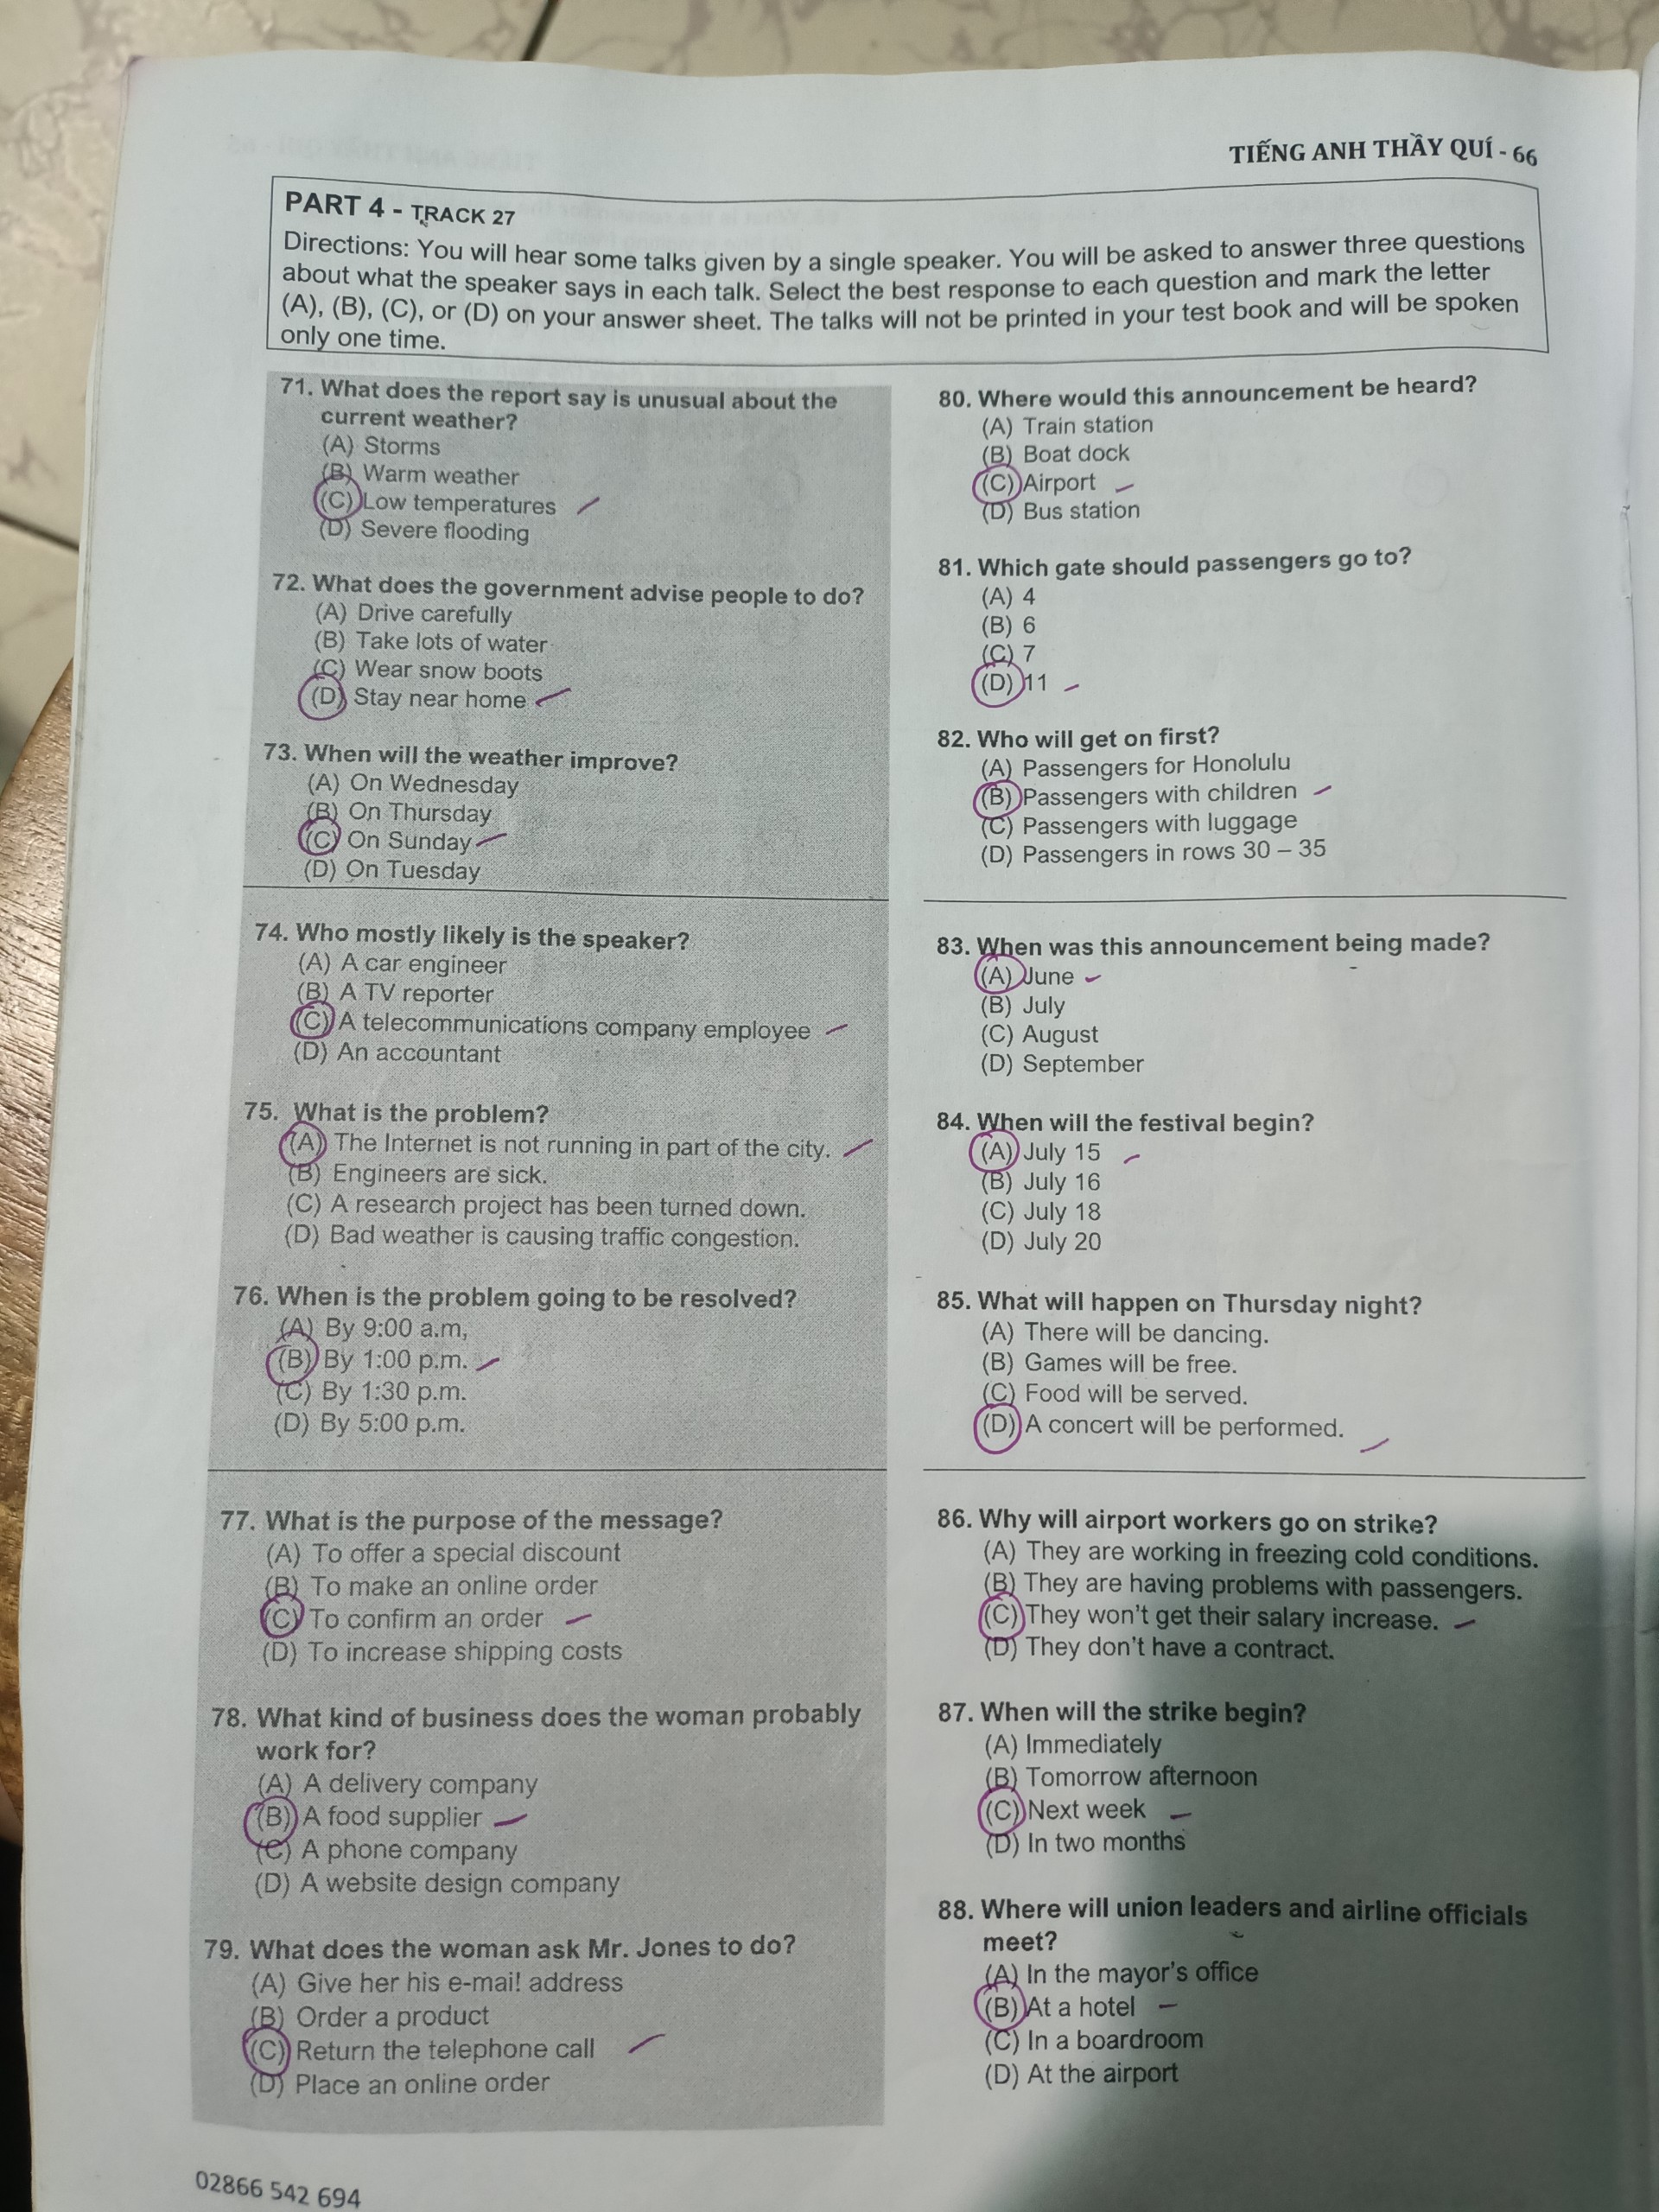 TIẾNG ANH THẦY QUÍ - 66
PART 4 - TRACK 27
Directions: You will hear some talks given by a single speaker. You will be asked to answer three questions
about what the speaker says in each talk. Select the best response to each question and mark the letter
(A), (B), (C), or (D) on your answer sheet. The talks will not be printed in your test book and will be spoken
only one time.
71. What does the report say is unusual about the
current weather?
(A) Storms
(B) Warm weather
(C) Low temperatures
(D) Severe flooding
72. What does the government advise people to do?
(A) Drive carefully
(B) Take lots of water
(C) Wear snow boots
(D) Stay near home
73. When will the weather improve?
(A) On Wednesday
(B) On Thursday
(C) On Sunday
(D) On Tuesday
74. Who mostly likely is the speaker?
(A) A car engineer
(B) A TV reporter
(C) A telecommunications company employee
(D) An accountant
75. What is the problem?
(A) The Internet is not running in part of the city.
(B) Engineers are sick.
(C) A research project has been turned down.
(D) Bad weather is causing traffic congestion.
76. When is the problem going to be resolved?
(A) By 9:00 a.m,
(B) By 1:00 p.m.
(C) By 1:30 p.m.
(D) By 5:00 p.m.
77. What is the purpose of the message?
(A) To offer a special discount
(B) To make an online order
(C) To confirm an order
(D) To increase shipping costs
78. What kind of business does the woman probably
work for?
(A) A delivery company
(B) A food supplier
(C) A phone company
(D) A website design company
79. What does the woman ask Mr. Jones to do?
(A) Give her his e-mai! address
(B) Order a product
(C) Return the telephone call
(D) Place an online order
80. Where would this announcement be heard?
(A) Train station
(B) Boat dock
(C) Airport
(D) Bus station
81. Which gate should passengers go to?
(A) 4
(B) 6
(C) 7
(D) 11
82. Who will get on first?
(A) Passengers for Honolulu
(B) Passengers with children
(C) Passengers with luggage
(D) Passengers in rows 30 – 35
83. When was this announcement being made?
(A) June
(B) July
(C) August
(D) September
84. When will the festival begin?
(A) July 15
(B) July 16
(C) July 18
(D) July 20
85. What will happen on Thursday night?
(A) There will be dancing.
(B) Games will be free.
(C) Food will be served.
(D) A concert will be performed.
86. Why will airport workers go on strike?
(A) They are working in freezing cold conditions.
(B) They are having problems with passengers.
(C) They won't get their salary increase.
(D) They don't have a contract.
87. When will the strike begin?
(A) Immediately
(B) Tomorrow afternoon
(C) Next week
(D) In two months
88. Where will union leaders and airline officials
meet?
(A) In the mayor's office
(B) At a hotel
(C) In a boardroom
(D) At the airport
02866 542 694